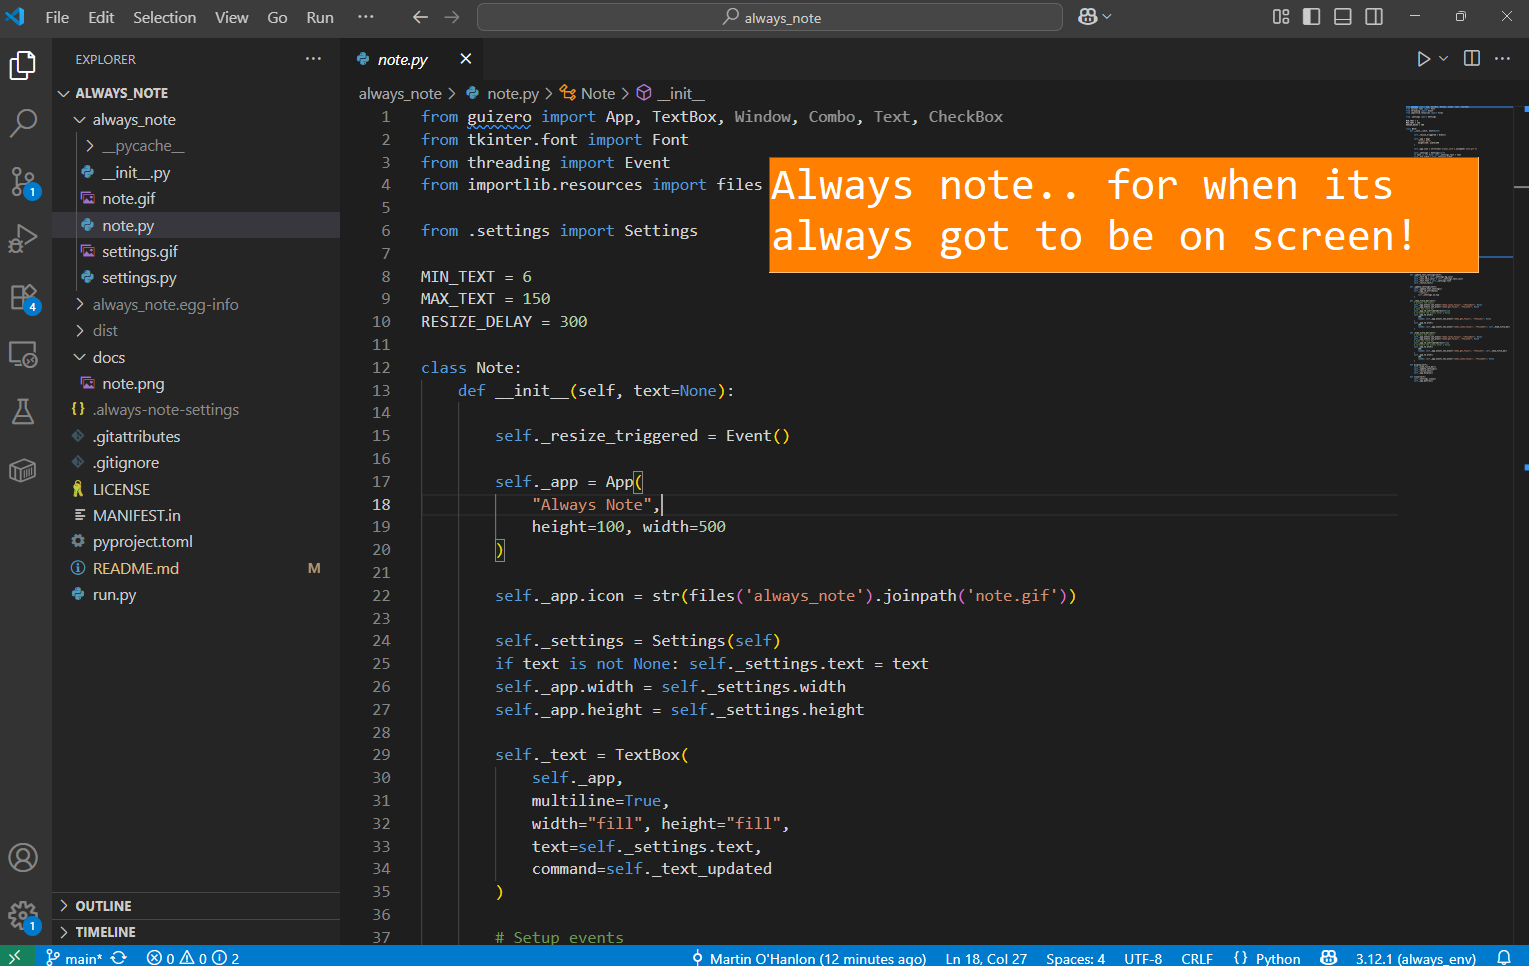 File Edit Selection View Go Run ··· always_note
EXPLORER ···
ALWAYS_NOTE
always_note
__pycache__
__init__.py
note.gif
note.py
settings.gif
settings.py
always_note.egg-info
dist
docs
note.png
{} .always-note-settings
.gitattributes
.gitignore
LICENSE
MANIFEST.in
pyproject.toml
README.md M
run.py
OUTLINE
TIMELINE
1
4
1
note.py
always_note > note.py > Note > __init__
1 from guizero import App, TextBox, Window, Combo, Text, CheckBox
2 from tkinter.font import Font
3 from threading import Event
4 from importlib.resources import files
5
6 from .settings import Settings
7
8 MIN_TEXT = 6
9 MAX_TEXT = 150
10 RESIZE_DELAY = 300
11
12 class Note:
13 def __init__(self, text=None):
14
15 self._resize_triggered = Event()
16
17 self._app = App(
18 "Always Note",
19 height=100, width=500
20 )
21
22 self._app.icon = str(files('always_note').joinpath('note.gif'))
23
24 self._settings = Settings(self)
25 if text is not None: self._settings.text = text
26 self._app.width = self._settings.width
27 self._app.height = self._settings.height
28
29 self._text = TextBox(
30 self._app,
31 multiline=True,
32 width="fill", height="fill",
33 text=self._settings.text,
34 command=self._text_updated
35 )
36
37 # Setup events
Always note.. for when its
always got to be on screen!
main* 0 0 2 Martin O'Hanlon (12 minutes ago) Ln 18, Col 27 Spaces: 4 UTF-8 CRLF {} Python 3.12.1 (always_env)